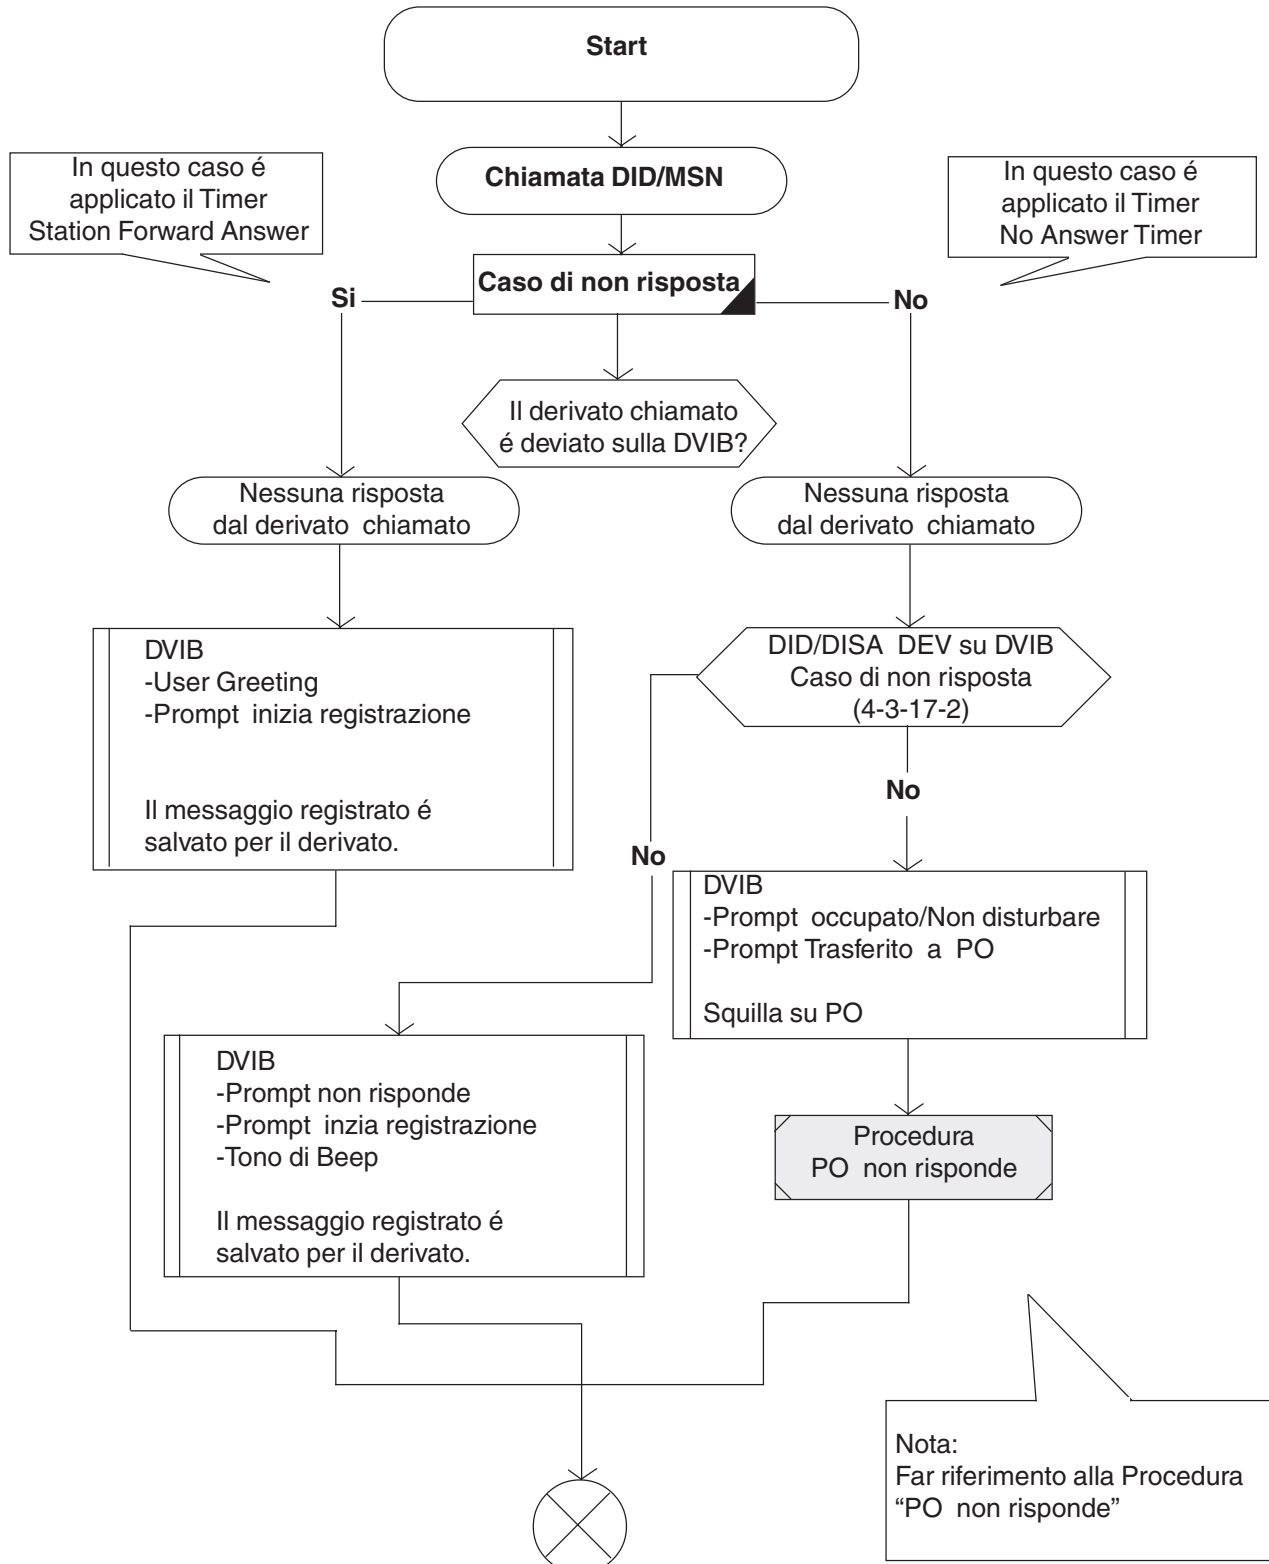 Start
Chiamata DID/MSN
In questo caso é
applicato il Timer
Station Forward Answer
In questo caso é
applicato il Timer
No Answer Timer
Caso di non risposta
Si
No
Il derivato chiamato
é deviato sulla DVIB?
Nessuna risposta
dal derivato chiamato
Nessuna risposta
dal derivato chiamato
DVIB
-User Greeting
-Prompt inizia registrazione
Il messaggio registrato é
salvato per il derivato.
DID/DISA DEV su DVIB
Caso di non risposta
(4-3-17-2)
No
No
DVIB
-Prompt occupato/Non disturbare
-Prompt Trasferito a PO
Squilla su PO
DVIB
-Prompt non risponde
-Prompt inzia registrazione
-Tono di Beep
Il messaggio registrato é
salvato per il derivato.
Procedura
PO non risponde
Nota:
Far riferimento alla Procedura
“PO non risponde”